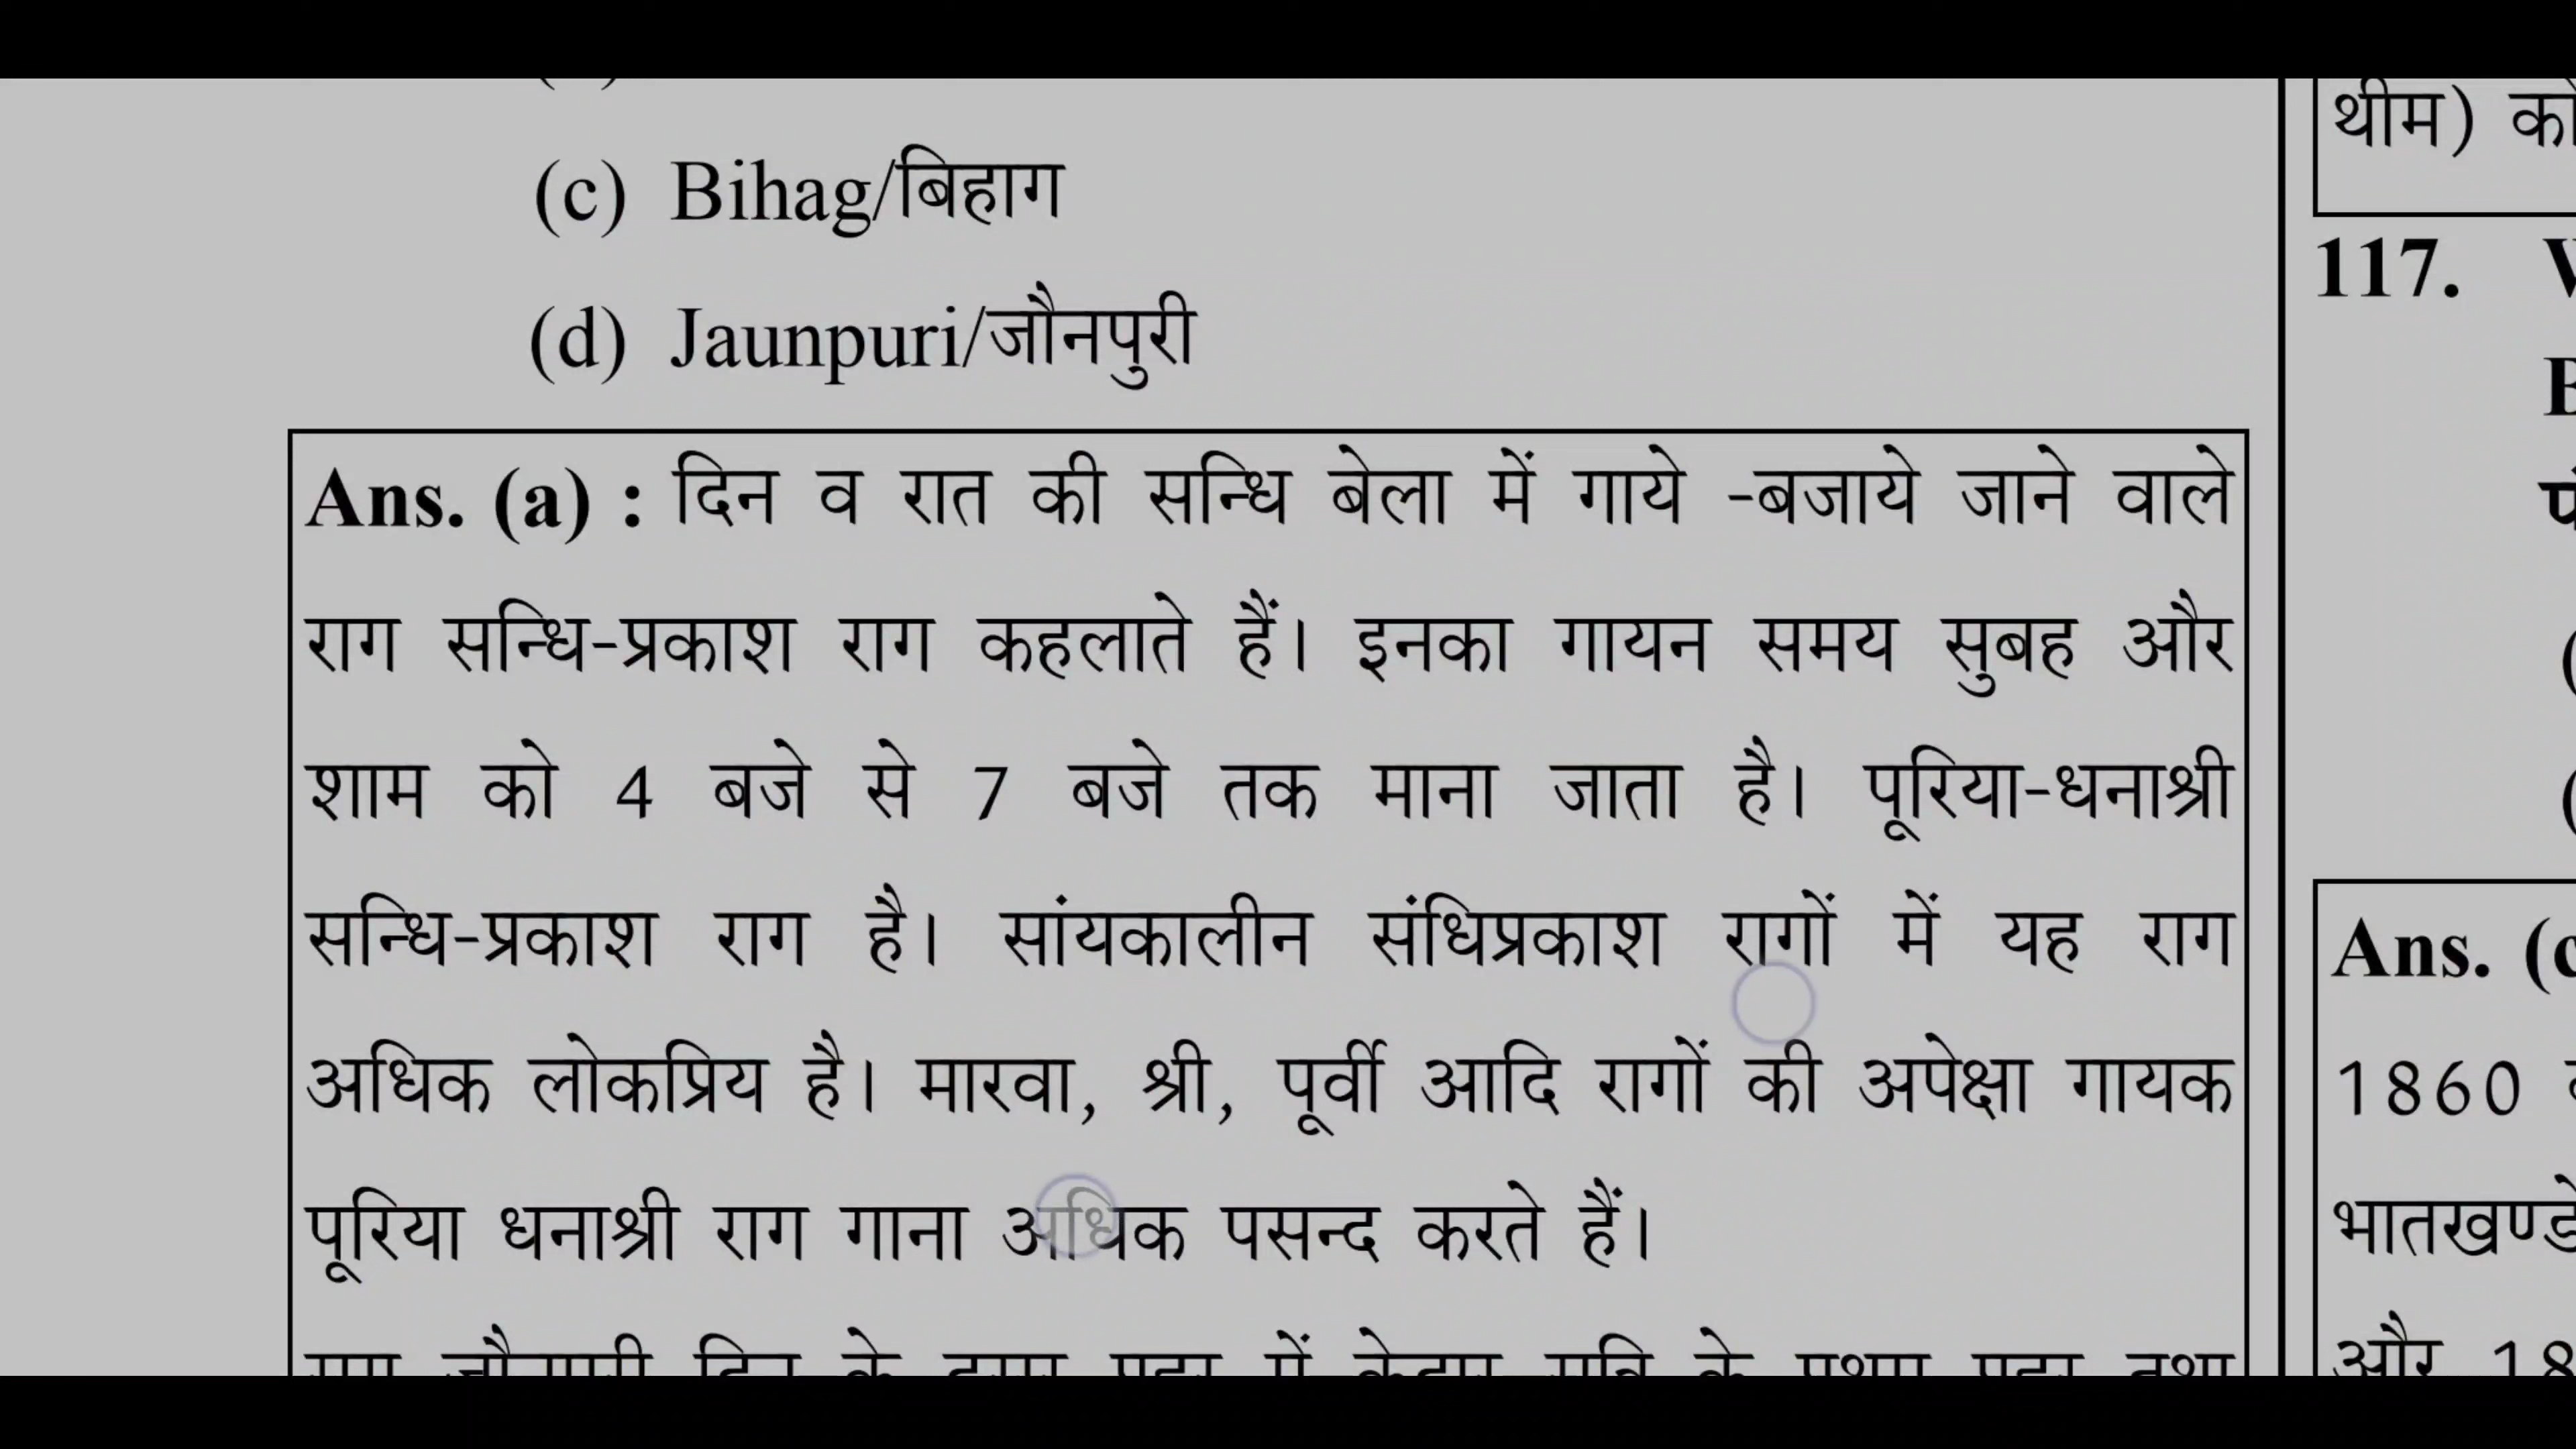 (c) Bihag/बिहाग
(d) Jaunpuri/जौनपुरी
Ans. (a) : दिन व रात की सन्धि बेला में गाये -बजाये जाने वाले
राग सन्धि-प्रकाश राग कहलाते हैं। इनका गायन समय सुबह और
शाम को 4 बजे से 7 बजे तक माना जाता है। पूरिया-धनाश्री
सन्धि-प्रकाश राग है। सांयकालीन संधिप्रकाश रागों में यह राग
अधिक लोकप्रिय है। मारवा, श्री, पूर्वी आदि रागों की अपेक्षा गायक
पूरिया धनाश्री राग गाना अधिक पसन्द करते हैं।
थीम) को
117.
Ans. (c
1860
भातखण्डे
और 18